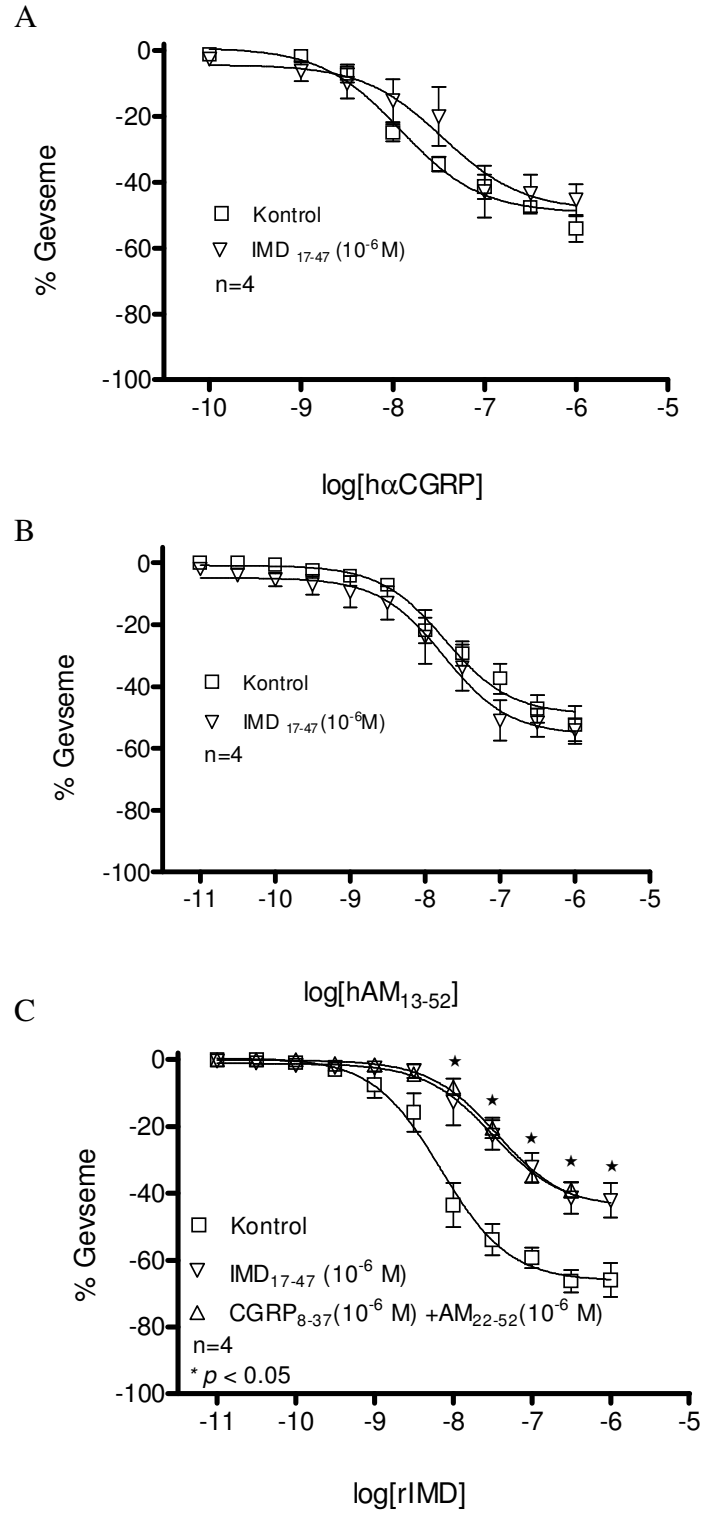 A
0
-20
-40
-60
-80
-100
% Gevseme
Kontrol
IMD 17-47 (10-6M)
n=4
-10 -9 -8 -7 -6 -5
log[hαCGRP]
B
0
-20
-40
-60
-80
-100
% Gevseme
Kontrol
IMD 17-47(10-6M)
n=4
-11 -10 -9 -8 -7 -6 -5
log[hAM13-52]
C
0
-20
-40
-60
-80
-100
% Gevseme
Kontrol
IMD17-47 (10-6 M)
CGRP8-37(10-6 M) +AM22-52(10-6 M)
n=4
* p < 0.05
-11 -10 -9 -8 -7 -6 -5
log[rIMD]